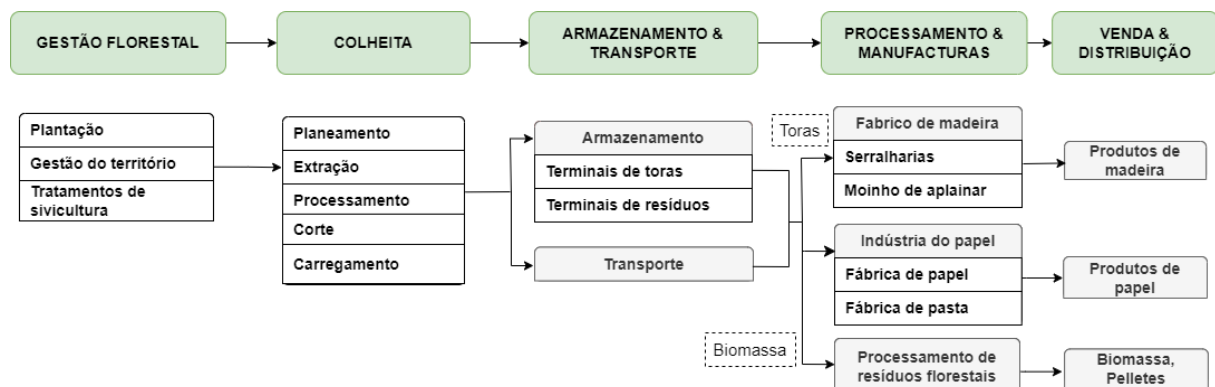 GESTÃO FLORESTAL
COLHEITA
ARMAZENAMENTO &
TRANSPORTE
PROCESSAMENTO &
MANUFACTURAS
VENDA &
DISTRIBUIÇÃO
Plantação
Gestão do território
Tratamentos de
sivicultura
Planeamento
Extração
Processamento
Corte
Carregamento
Armazenamento
Terminais de toras
Terminais de resíduos
Transporte
Toras
Biomassa
Fabrico de madeira
Serralharias
Moinho de aplainar
Indústria do papel
Fábrica de papel
Fábrica de pasta
Processamento de
resíduos florestais
Produtos de
madeira
Produtos de
papel
Biomassa,
Pelletes